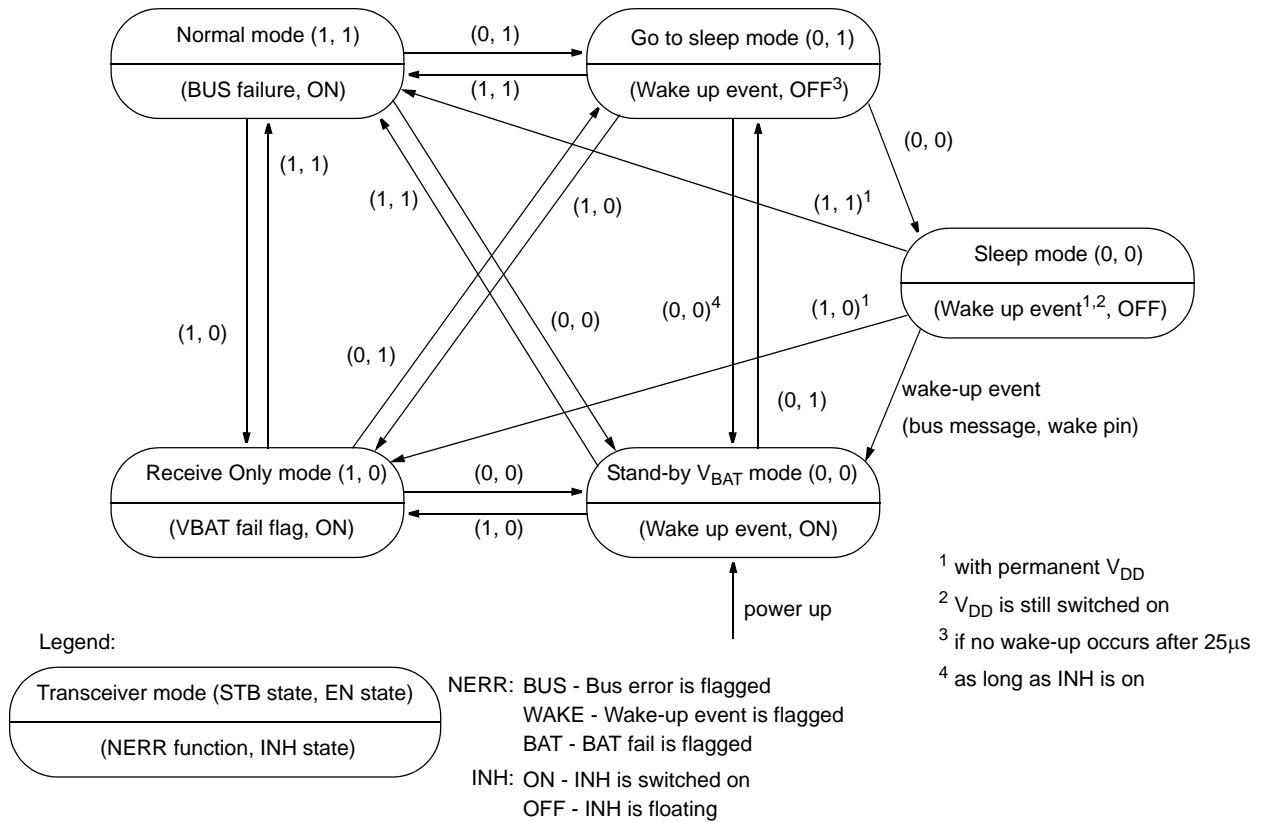 Normal mode (1, 1)
(BUS failure, ON)
(0, 1)
(1, 1)
Go to sleep mode (0, 1)
(Wake up event, OFF³)
(0, 0)
(1, 1)
(1, 1)
(1, 0)
(1, 1)¹
Sleep mode (0, 0)
(Wake up event¹,², OFF)
(1, 0)
(0, 1)
(0, 0)
(0, 0)⁴
(1, 0)¹
(0, 1)
wake-up event
(bus message, wake pin)
Receive Only mode (1, 0)
(VBAT fail flag, ON)
(0, 0)
(1, 0)
Stand-by VBAT mode (0, 0)
(Wake up event, ON)
power up
¹ with permanent VDD
² VDD is still switched on
³ if no wake-up occurs after 25μs
⁴ as long as INH is on
Legend:
Transceiver mode (STB state, EN state)
(NERR function, INH state)
NERR: BUS - Bus error is flagged
WAKE - Wake-up event is flagged
BAT - BAT fail is flagged
INH: ON - INH is switched on
OFF - INH is floating